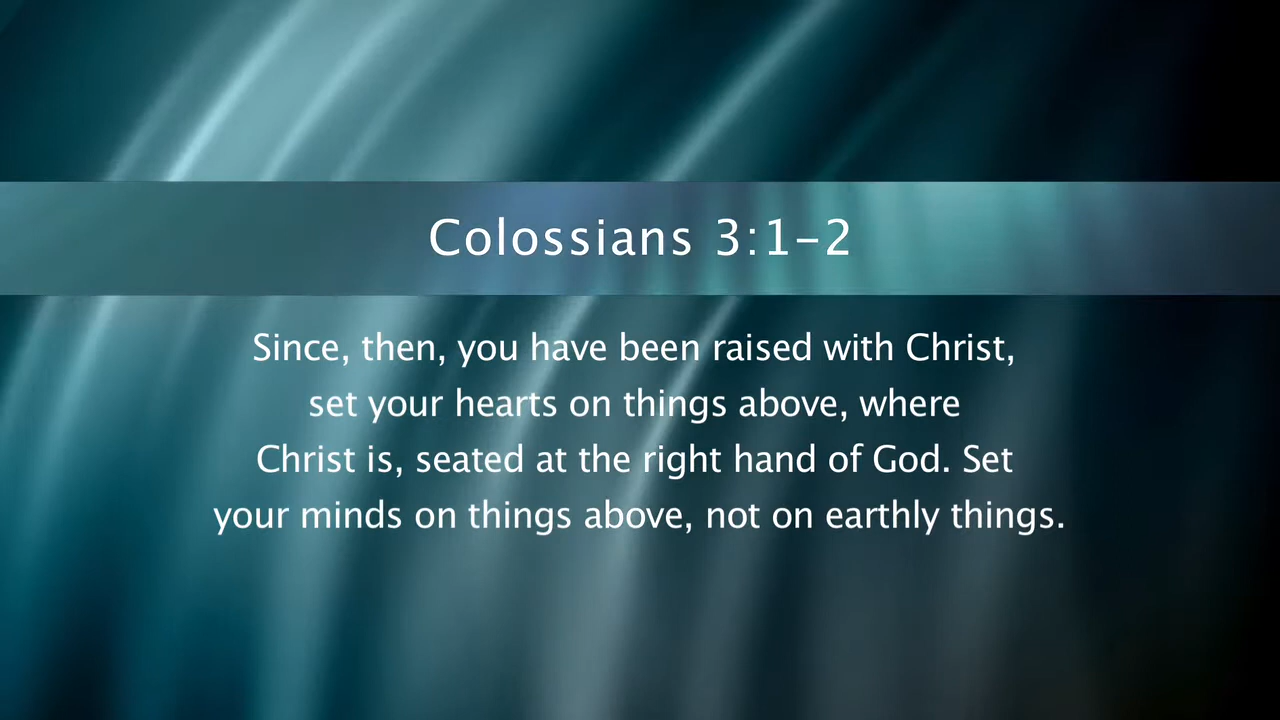 Colossians 3:1-2
Since, then, you have been raised with Christ,
set your hearts on things above, where
Christ is, seated at the right hand of God. Set
your minds on things above, not on earthly things.